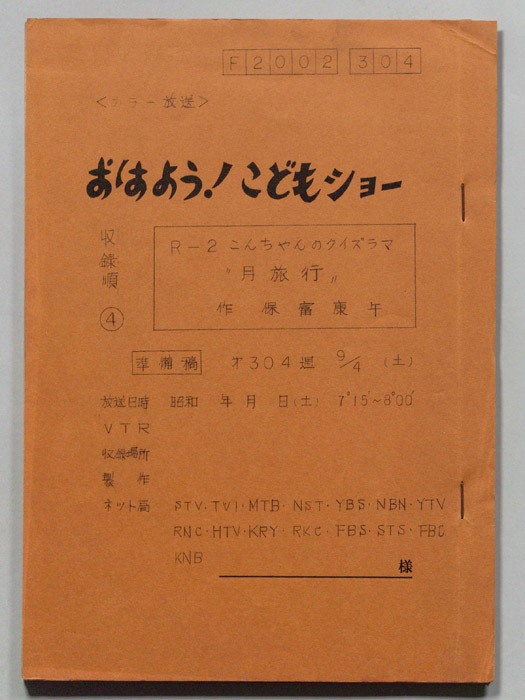 F2002 304
<カラー放送>
おはよう!こどもショー
収録順
④
R-2 こんちゃんのクイズラマ
〝月旅行〟
作 保富康午
準備稿 才304週 9/4 (土)
放送日時 昭和 年 月 日(土) 7°15′~8°00′
VTR
収録場所
製作
ネット局 STV・TVI・MTB・NST・YBS・NBN・YTV
RNC・HTV・KRY・RKC・FBS・STS・FBC
KNB
様